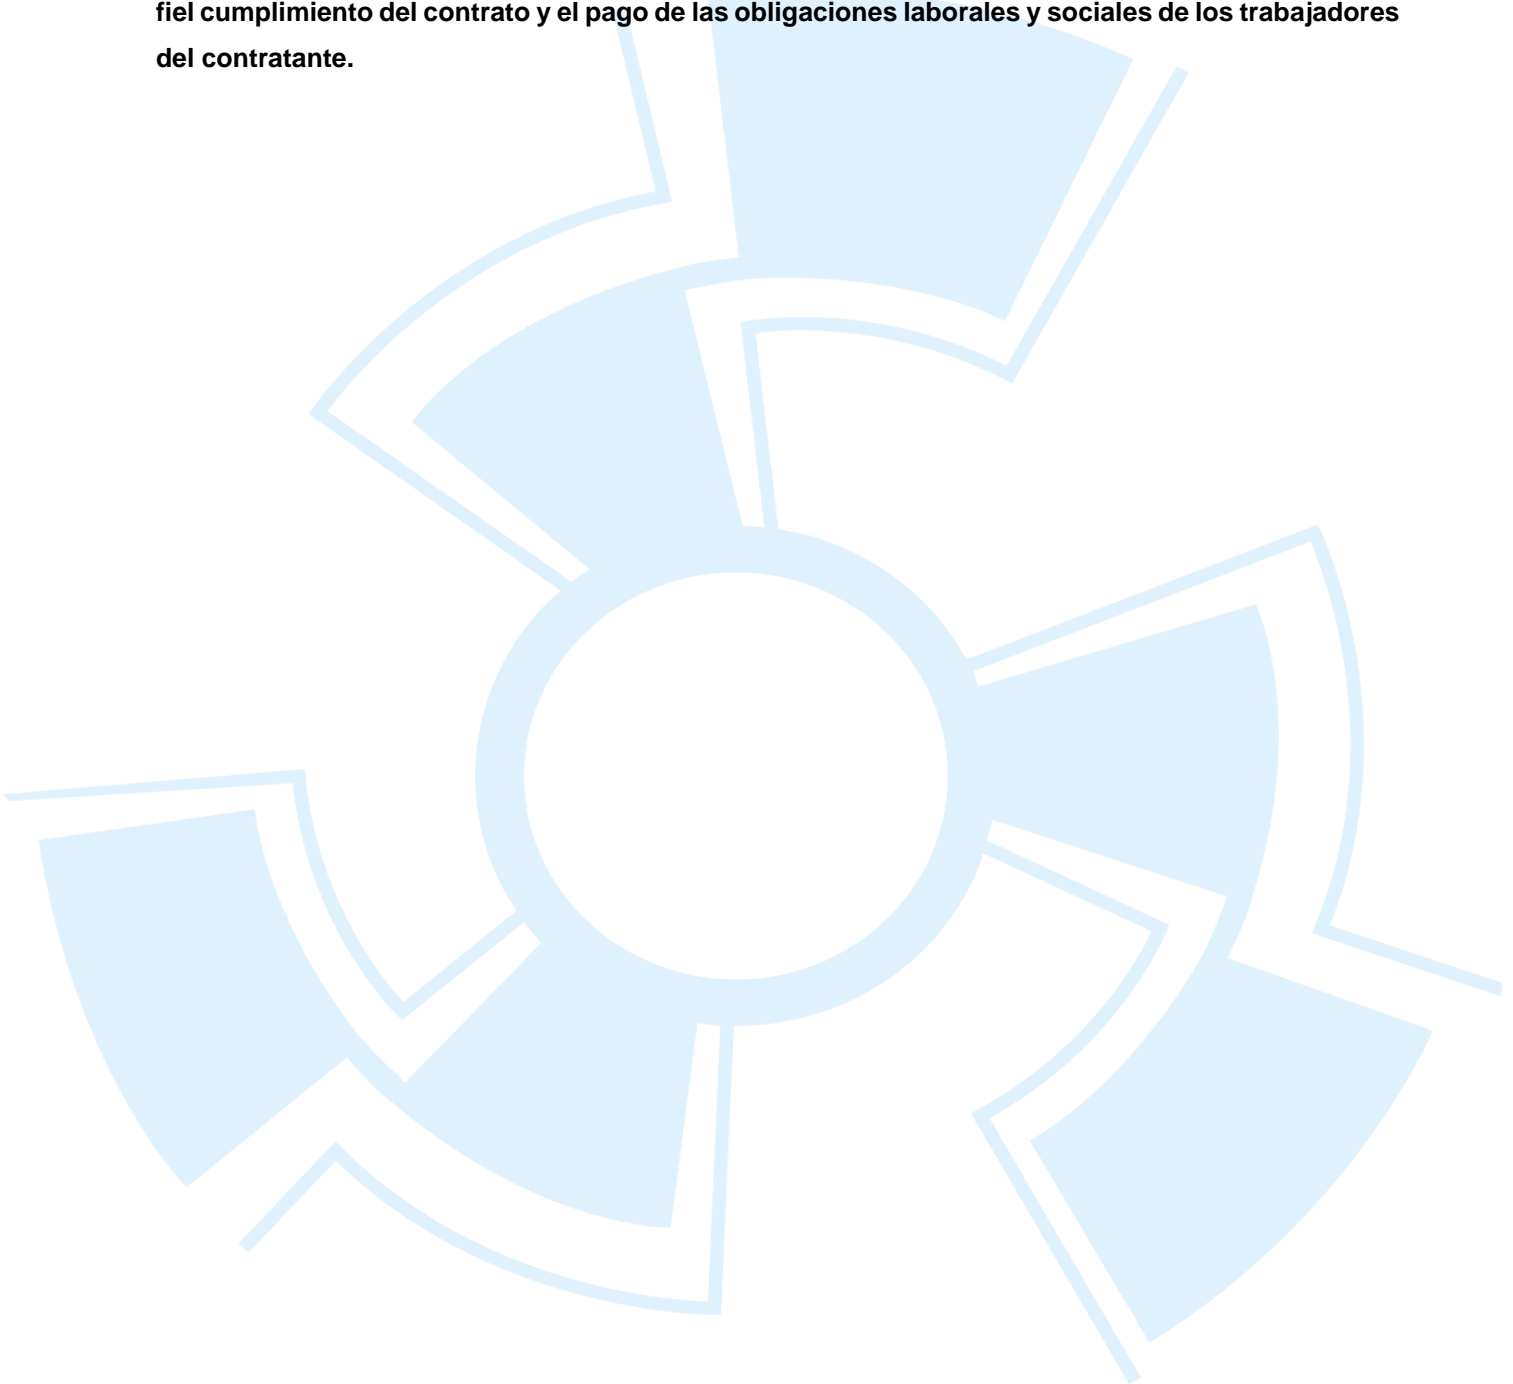 fiel cumplimiento del contrato y el pago de las obligaciones laborales y sociales de los trabajadores
del contratante.